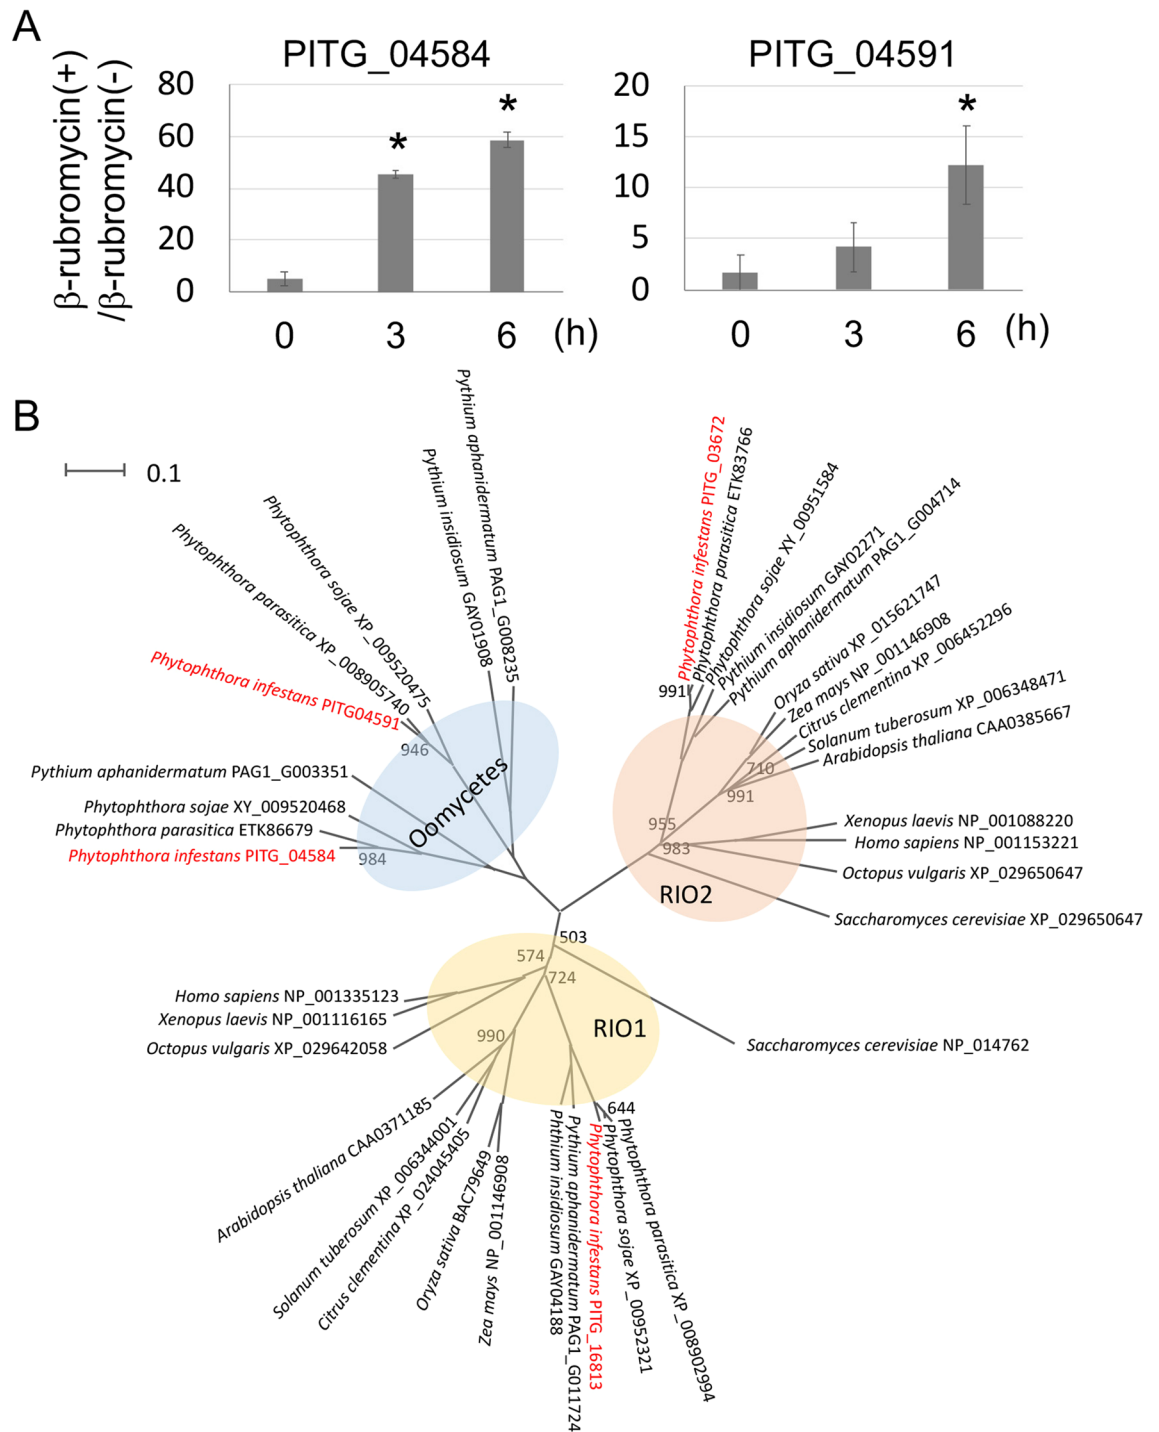 A
PITG_04584
PITG_04591
β-rubromycin(+)
/β-rubromycin(-)
80
60
40
20
0
0 3 6 (h)
20
15
10
5
0
0 3 6 (h)
*
*
*
B
0.1
Pythium aphanidermatum PAG1_G008235
Pythium insidiosum GAY01908
Phytophthora sojae XP_009520475
Phytophthora parasitica XP_008905740
Phytophthora infestans PITG04591
946
Pythium aphanidermatum PAG1_G003351
Phytophthora sojae XY_009520468
Phytophthora parasitica ETK86679
Phytophthora infestans PITG_04584
984
Oomycetes
Phytophthora infestans PITG_03672
Phytophthora parasitica ETK83766
Phytophthora sojae XY_00951584
Pythium insidiosum GAY02271
Pythium aphanidermatum PAG1_G004714
991
Oryza sativa XP_015621747
Zea mays NP_001146908
Citrus clementina XP_006452296
Solanum tuberosum XP_006348471
Arabidopsis thaliana CAA0385667
710
991
955
983
Xenopus laevis NP_001088220
Homo sapiens NP_001153221
Octopus vulgaris XP_029650647
RIO2
Saccharomyces cerevisiae XP_029650647
503
574
724
Homo sapiens NP_001335123
Xenopus laevis NP_001116165
Octopus vulgaris XP_029642058
990
RIO1
Saccharomyces cerevisiae NP_014762
Arabidopsis thaliana CAA0371185
Solanum tuberosum XP_006344001
Citrus clementina XP_024045405
Oryza sativa BAC79649
Zea mays NP_001146908
Phthium insidiosum GAY04188
Pythium aphanidermatum PAG1_G011724
Phytophthora infestans PITG_16813
Phytophthora sojae XP_00952321
Phytophthora parasitica XP_008902994
644